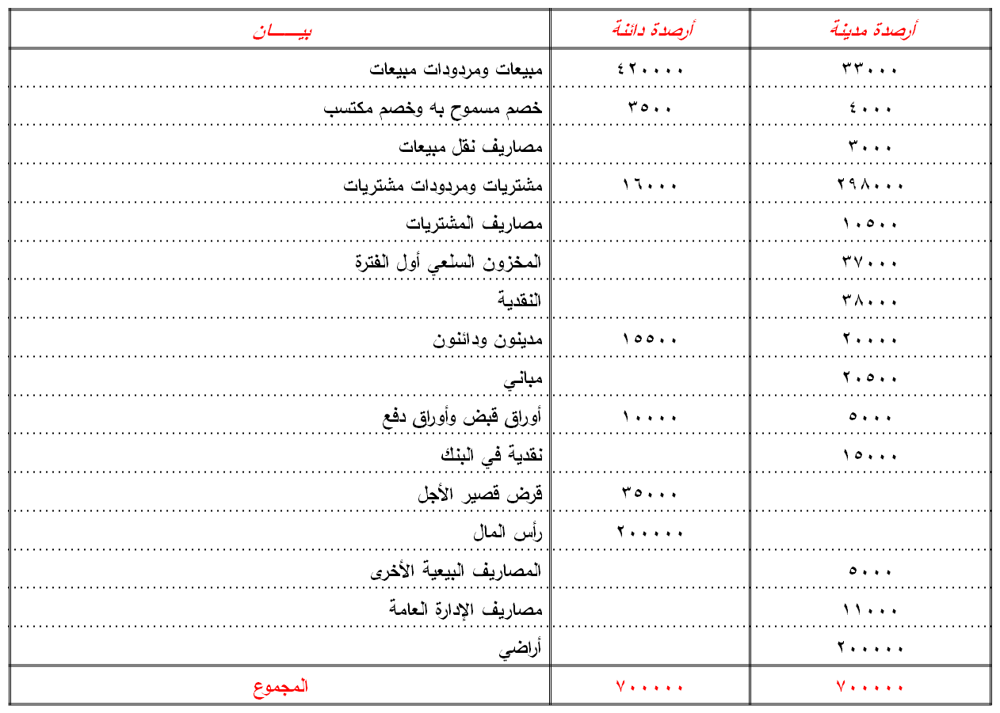 أرصدة مدينة أرصدة دائنة بيــــــان
٣٣٠٠٠ ٤٢٠٠٠٠ مبيعات ومردودات مبيعات
٤٠٠٠ ٣٥٠٠ خصم مسموح به وخصم مكتسب
٣٠٠٠ مصاريف نقل مبيعات
٢٩٨٠٠٠ ١٦٠٠٠ مشتريات ومردودات مشتريات
١٠٥٠٠ مصاريف المشتريات
٣٧٠٠٠ المخزون السلعي أول الفترة
٣٨٠٠٠ النقدية
٢٠٠٠٠ ١٥٥٠٠ مدينون ودائنون
٢٠٥٠٠ مباني
٥٠٠٠ ١٠٠٠٠ أوراق قبض وأوراق دفع
١٥٠٠٠ نقدية في البنك
٣٥٠٠٠ قرض قصير الأجل
٢٠٠٠٠٠ رأس المال
٥٠٠٠ المصاريف البيعية الأخرى
١١٠٠٠ مصاريف الإدارة العامة
٢٠٠٠٠٠ أراضي
٧٠٠٠٠٠ ٧٠٠٠٠٠ المجموع